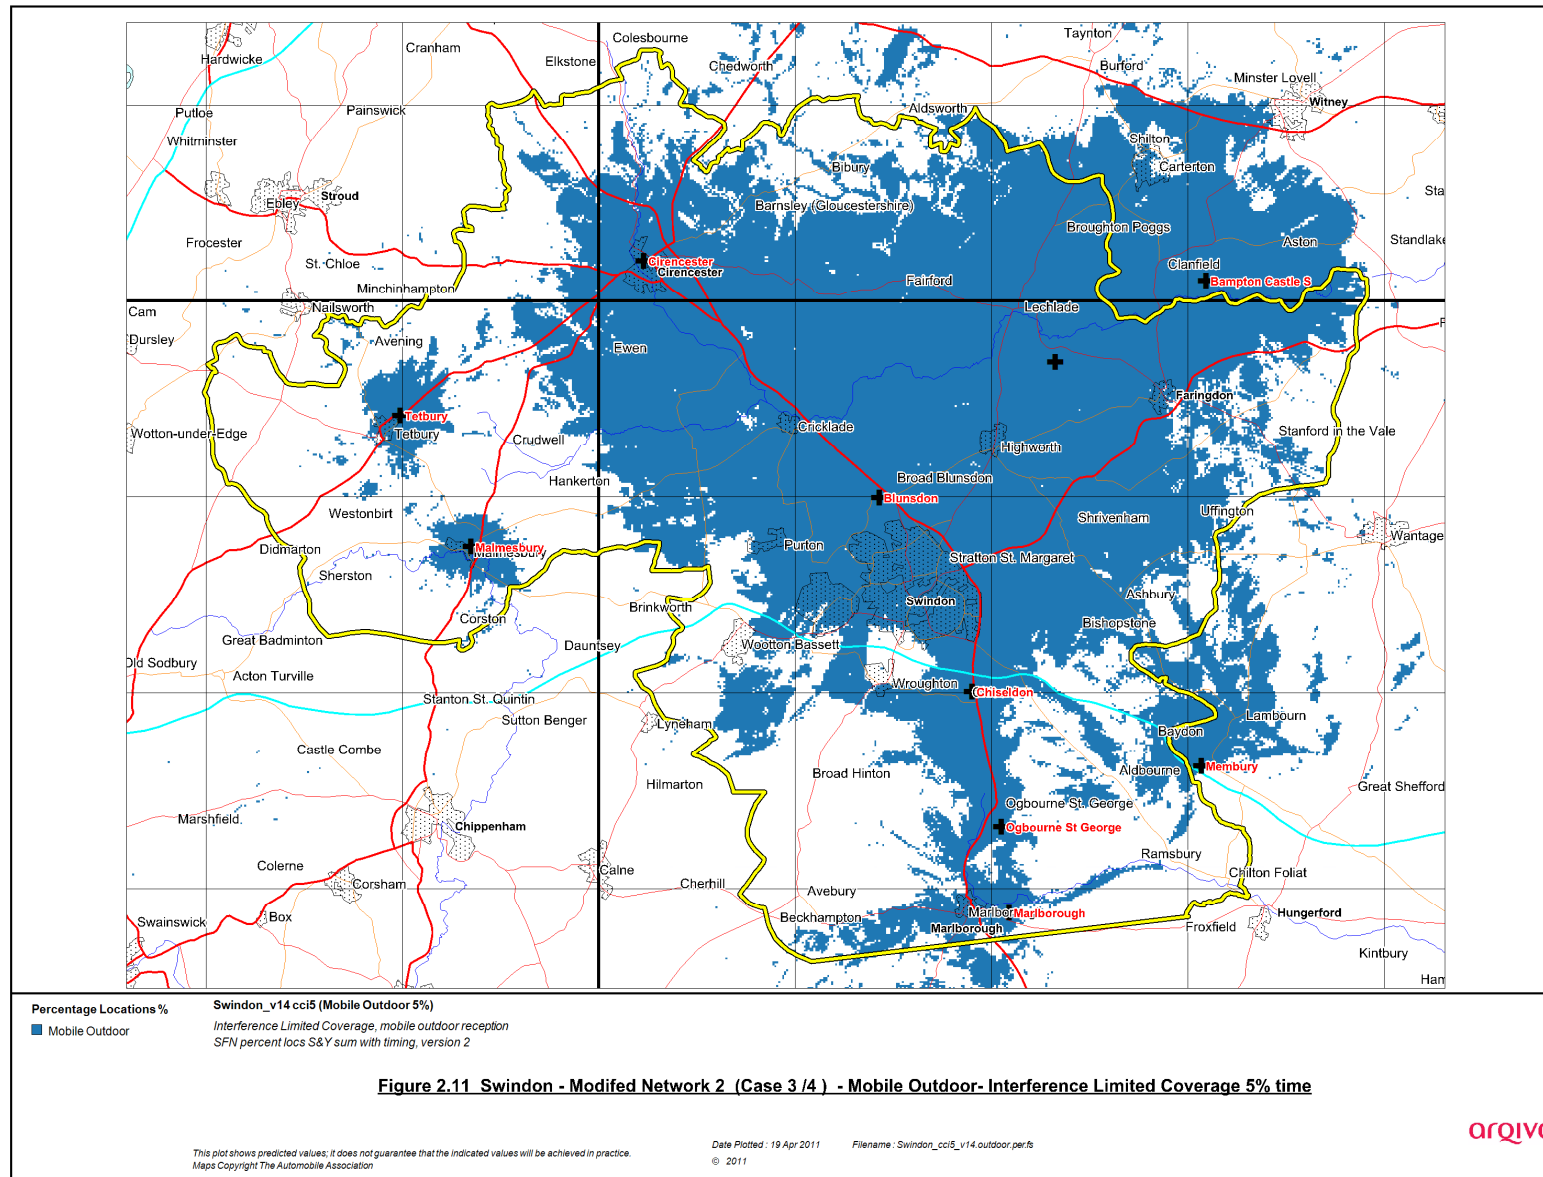 Colesbourne
Taynton
Hardwicke
Cranham
Elkstone
Chedworth
Burford
Minster Lovell
Witney
Putloe
Painswick
Aldsworth
Whitminster
Shilton
Bibury
Carterton
Stroud
Ebley
Sta
Barnsley (Gloucestershire)
Broughton Poggs
Frocester
Aston
Standlake
St. Chloe
Cirencester
Cirencester
Clanfield
Fairford
Bampton Castle S
Minchinhampton
Nailsworth
Lechlade
Cam
Dursley
Avening
Ewen
Faringdon
Tetbury
Tetbury
Cricklade
Wotton-under-Edge
Crudwell
Highworth
Stanford in the Vale
Hankerton
Broad Blunsdon
Blunsdon
Westonbirt
Shrivenham
Uffington
Wantage
Didmarton
Malmesbury
Malmesbury
Purton
Stratton St. Margaret
Sherston
Ashbury
Swindon
Brinkworth
Corston
Bishopstone
Great Badminton
Dauntsey
Wootton Bassett
Old Sodbury
Acton Turville
Wroughton
Chiseldon
Stanton St. Quintin
Sutton Benger
Lyneham
Lambourn
Baydon
Castle Combe
Membury
Aldbourne
Broad Hinton
Hilmarton
Great Shefford
Ogbourne St. George
Marshfield.
Chippenham
Ogbourne St George
Ramsbury
Colerne
Calne
Chilton Foliat
Corsham
Cherhill
Avebury
Swainswick
Box
Beckhampton
Marlbor
Marlborough
Hungerford
Marlborough
Froxfield
Kintbury
Ham
Percentage Locations %
Mobile Outdoor
Swindon_v14 cci5 (Mobile Outdoor 5%)
Interference Limited Coverage, mobile outdoor reception
SFN percent locs S&Y sum with timing, version 2
Figure 2.11 Swindon - Modifed Network 2 (Case 3 /4 ) - Mobile Outdoor- Interference Limited Coverage 5% time
arqiva
This plot shows predicted values; it does not guarantee that the indicated values will be achieved in practice.
Maps Copyright The Automobile Association
Date Plotted : 19 Apr 2011 Filename : Swindon_cci5_v14.outdoor.per.fs
© 2011